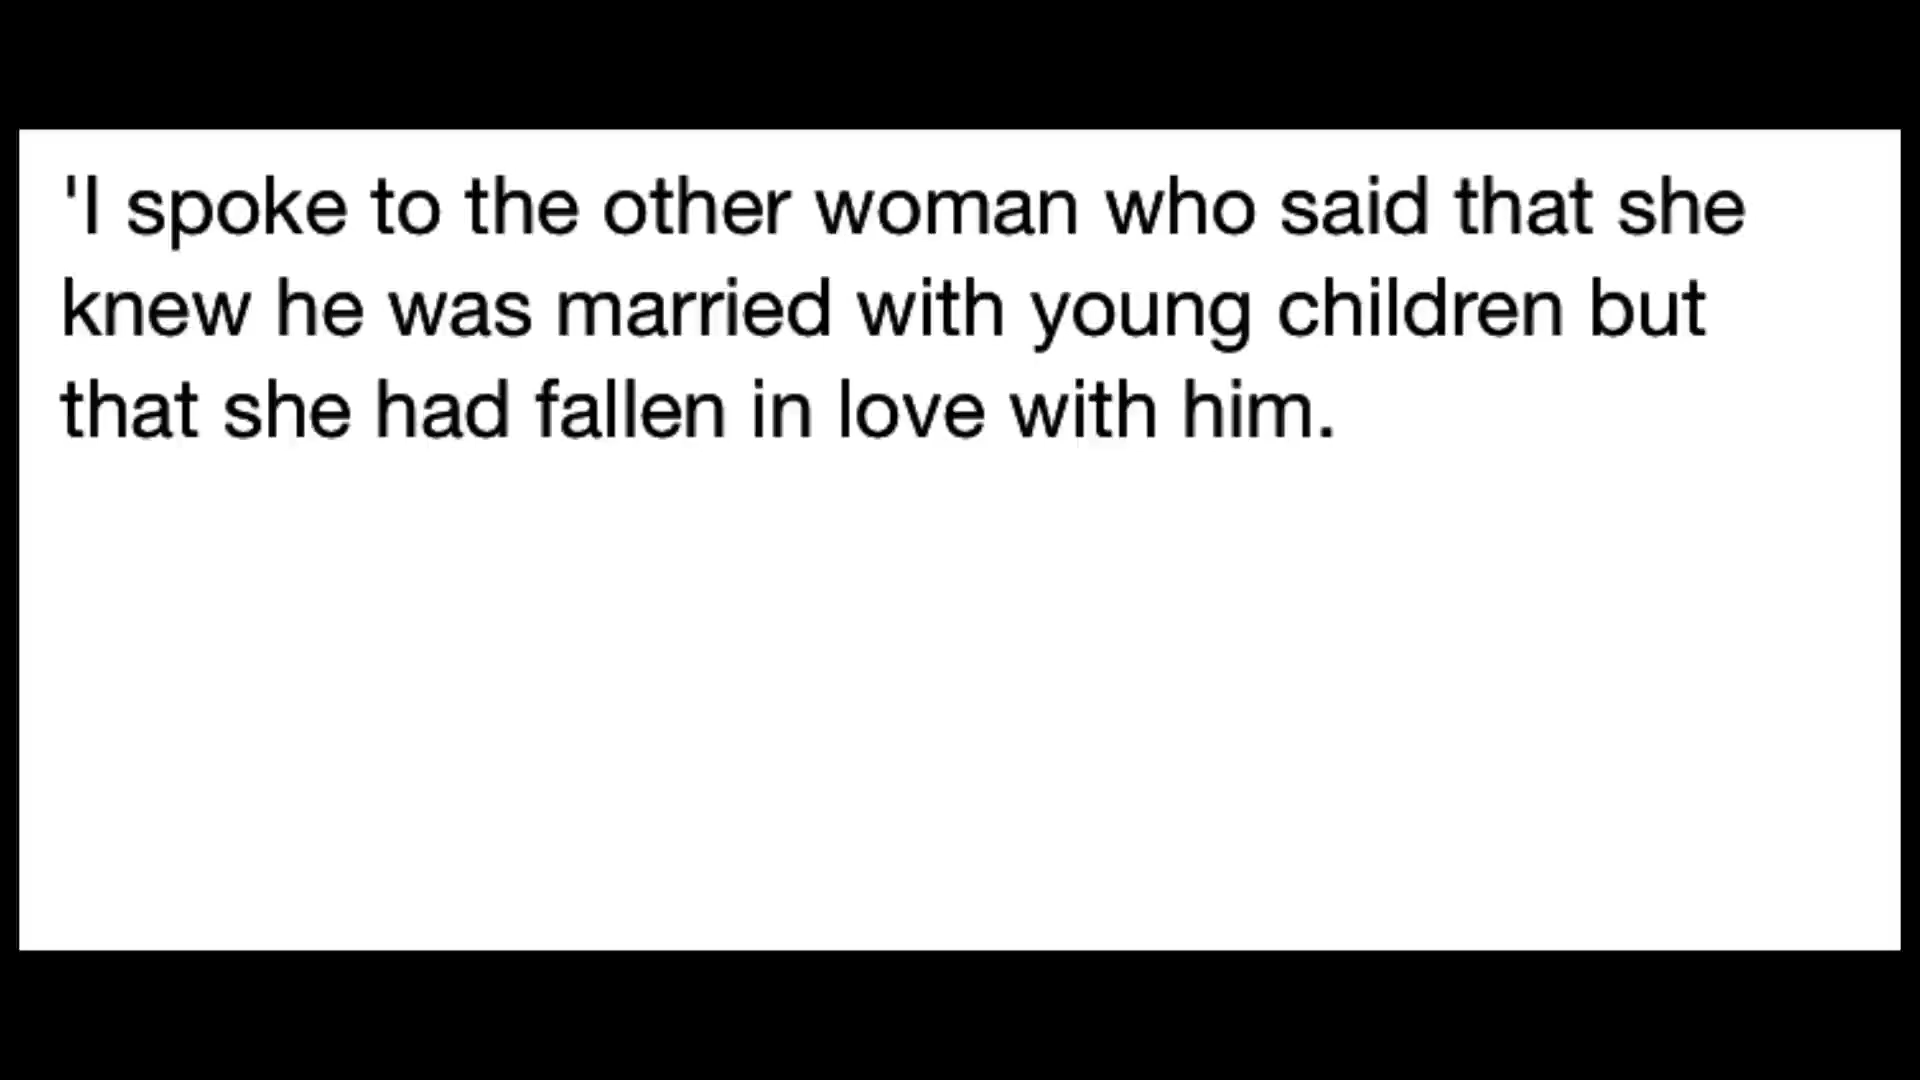 'I spoke to the other woman who said that she
knew he was married with young children but
that she had fallen in love with him.